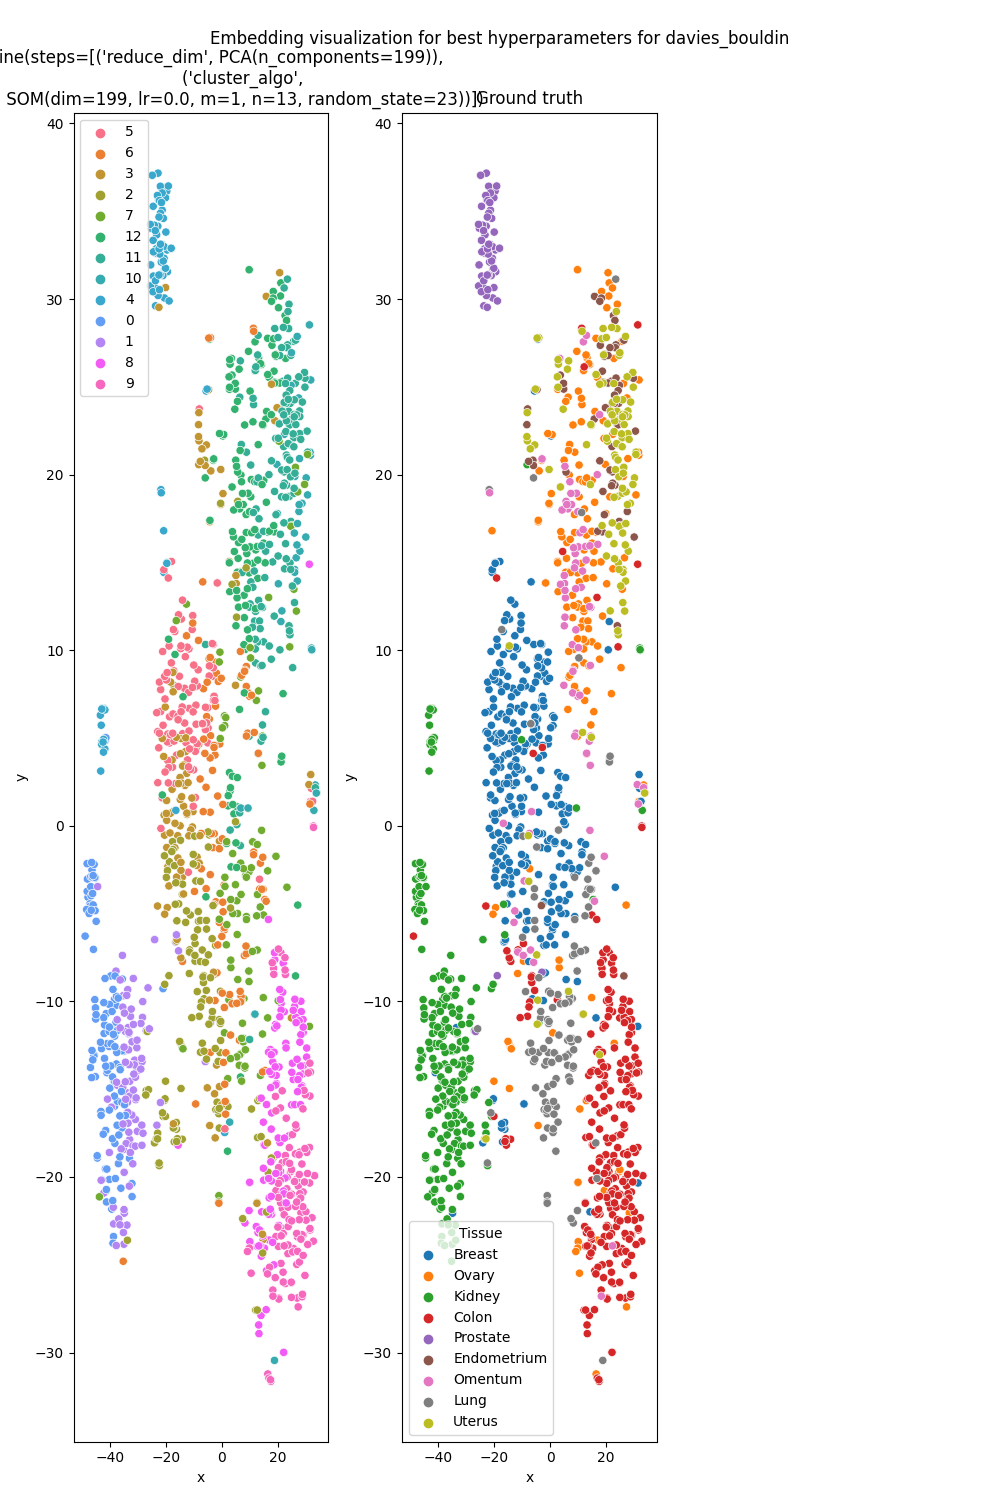 Embedding visualization for best hyperparameters for davies_bouldin
ine(steps=[('reduce_dim', PCA(n_components=199)),
('cluster_algo',
SOM(dim=199, lr=0.0, m=1, n=13, random_state=23))])
Ground truth
40
30
20
10
0
−10
−20
−30
y
−40
−20
0
20
x
5
6
3
2
7
12
11
10
4
0
1
8
9
40
30
20
10
0
−10
−20
−30
y
−40
−20
0
20
x
Tissue
Breast
Ovary
Kidney
Colon
Prostate
Endometrium
Omentum
Lung
Uterus